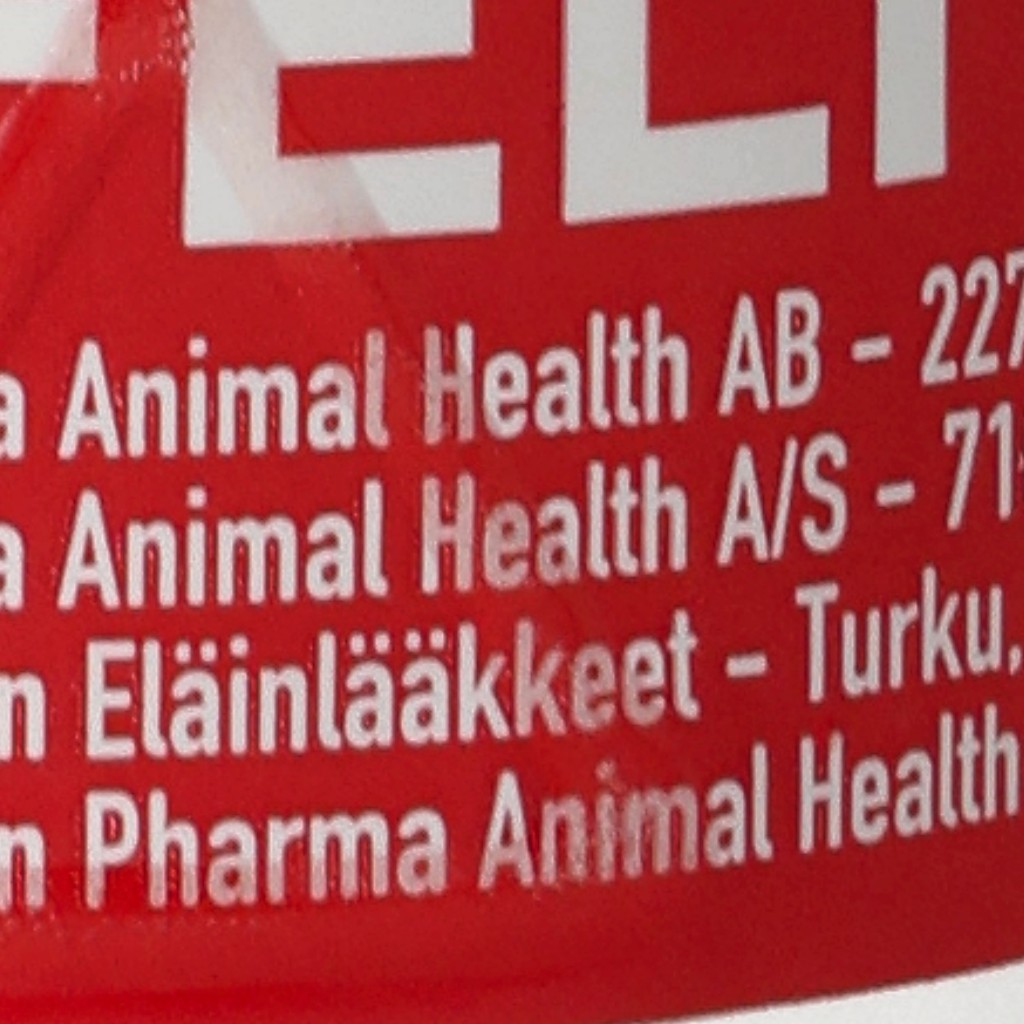 a Animal Health AB – 227
a Animal Health A/S – 71
n Eläinlääkkeet – Turku,
n Pharma Animal Health